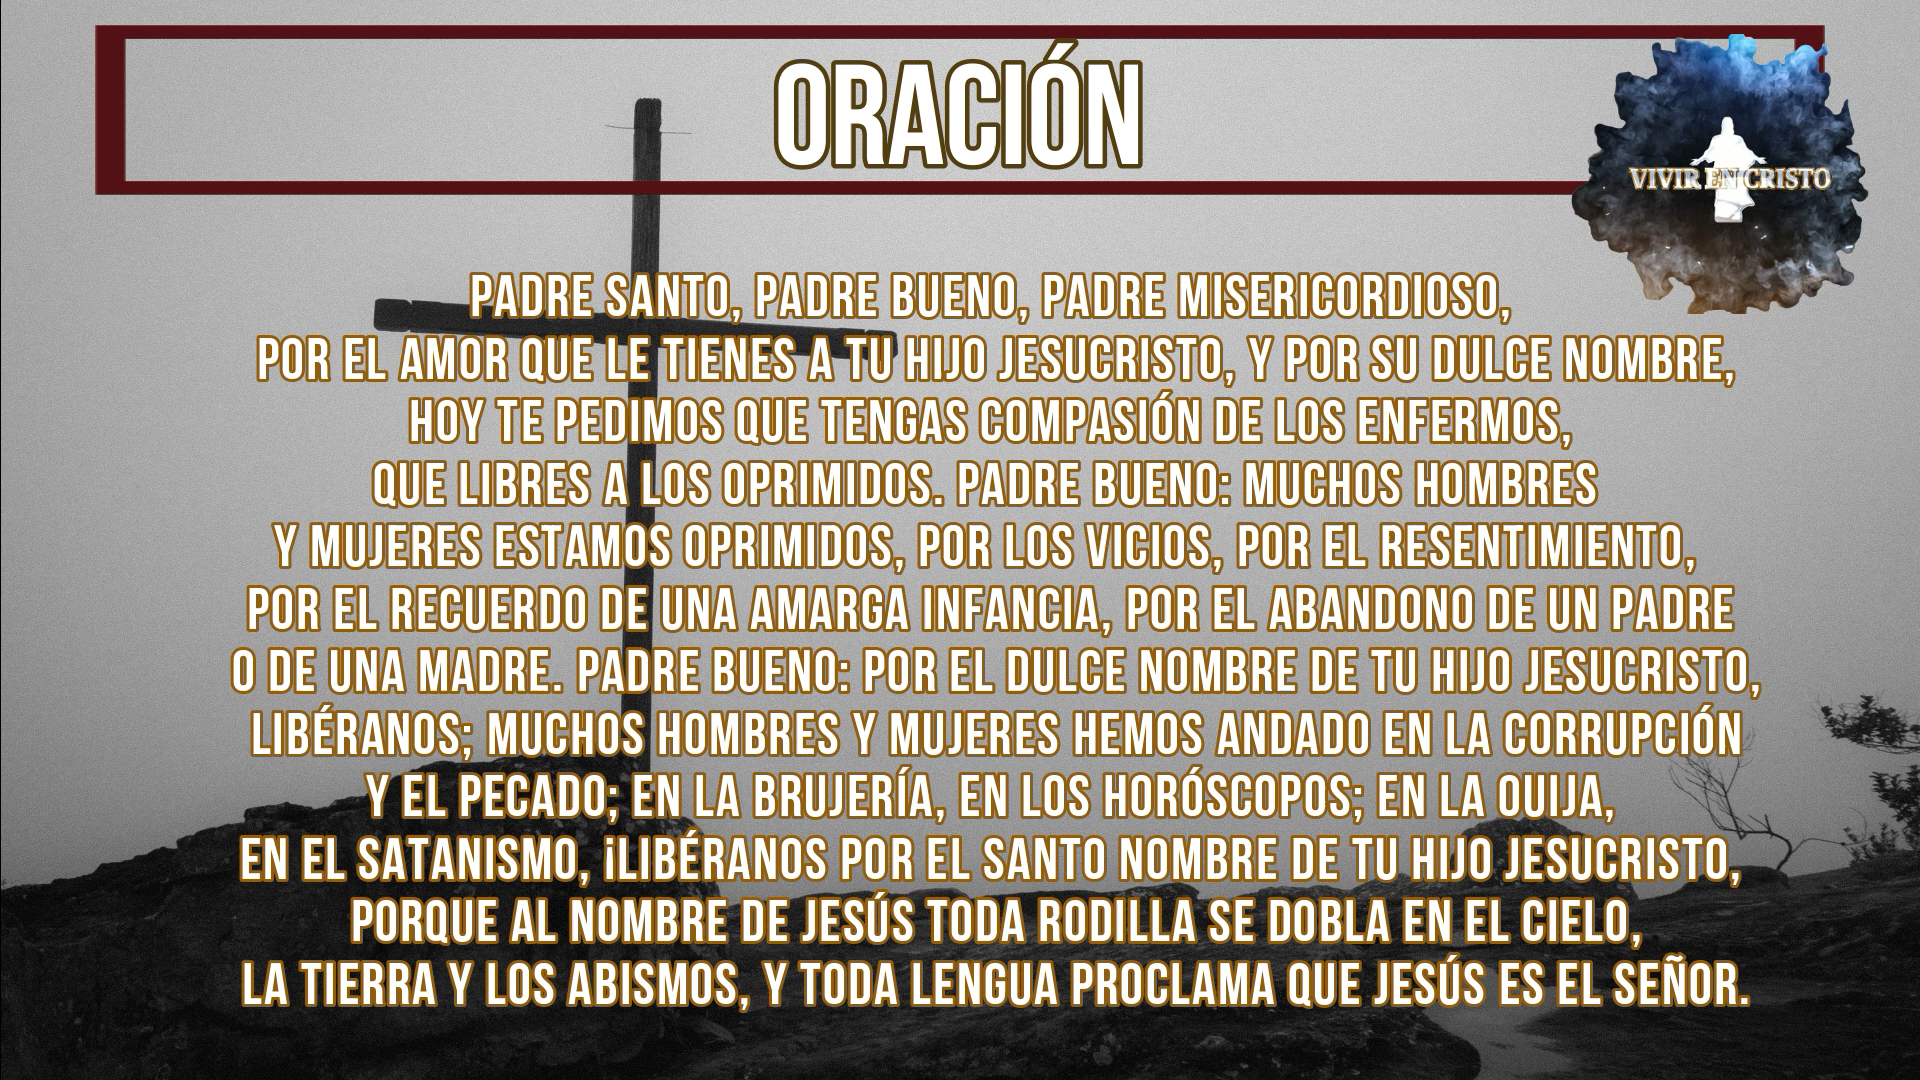 ORACIÓN
VIVIR EN CRISTO
PADRE SANTO, PADRE BUENO, PADRE MISERICORDIOSO,
POR EL AMOR QUE LE TIENES A TU HIJO JESUCRISTO, Y POR SU DULCE NOMBRE,
HOY TE PEDIMOS QUE TENGAS COMPASIÓN DE LOS ENFERMOS,
QUE LIBRES A LOS OPRIMIDOS. PADRE BUENO: MUCHOS HOMBRES
Y MUJERES ESTAMOS OPRIMIDOS, POR LOS VICIOS, POR EL RESENTIMIENTO,
POR EL RECUERDO DE UNA AMARGA INFANCIA, POR EL ABANDONO DE UN PADRE
O DE UNA MADRE. PADRE BUENO: POR EL DULCE NOMBRE DE TU HIJO JESUCRISTO,
LIBÉRANOS; MUCHOS HOMBRES Y MUJERES HEMOS ANDADO EN LA CORRUPCIÓN
Y EL PECADO; EN LA BRUJERÍA, EN LOS HORÓSCOPOS; EN LA OUIJA,
EN EL SATANISMO, ¡LIBÉRANOS POR EL SANTO NOMBRE DE TU HIJO JESUCRISTO,
PORQUE AL NOMBRE DE JESÚS TODA RODILLA SE DOBLA EN EL CIELO,
LA TIERRA Y LOS ABISMOS, Y TODA LENGUA PROCLAMA QUE JESÚS ES EL SEÑOR.